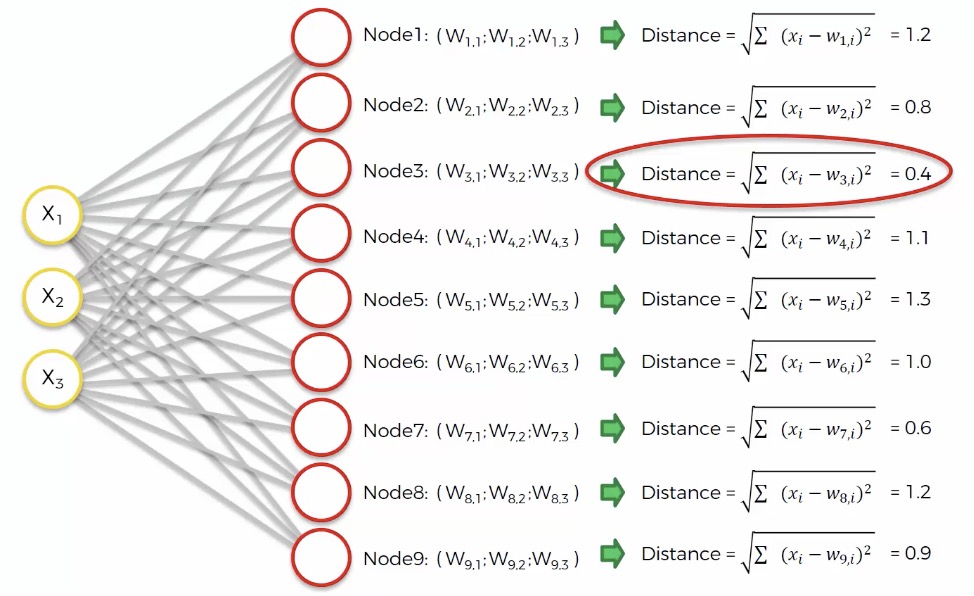 Node1: ( W1,1;W1,2;W1,3 ) Distance = √Σ (xi − w1,i)² = 1.2
Node2: ( W2,1;W2,2;W2,3 ) Distance = √Σ (xi − w2,i)² = 0.8
Node3: ( W3,1;W3,2;W3,3 ) Distance = √Σ (xi − w3,i)² = 0.4
X1
Node4: ( W4,1;W4,2;W4,3 ) Distance = √Σ (xi − w4,i)² = 1.1
X2
Node5: ( W5,1;W5,2;W5,3 ) Distance = √Σ (xi − w5,i)² = 1.3
Node6: ( W6,1;W6,2;W6,3 ) Distance = √Σ (xi − w6,i)² = 1.0
X3
Node7: ( W7,1;W7,2;W7,3 ) Distance = √Σ (xi − w7,i)² = 0.6
Node8: ( W8,1;W8,2;W8,3 ) Distance = √Σ (xi − w8,i)² = 1.2
Node9: ( W9,1;W9,2;W9,3 ) Distance = √Σ (xi − w9,i)² = 0.9